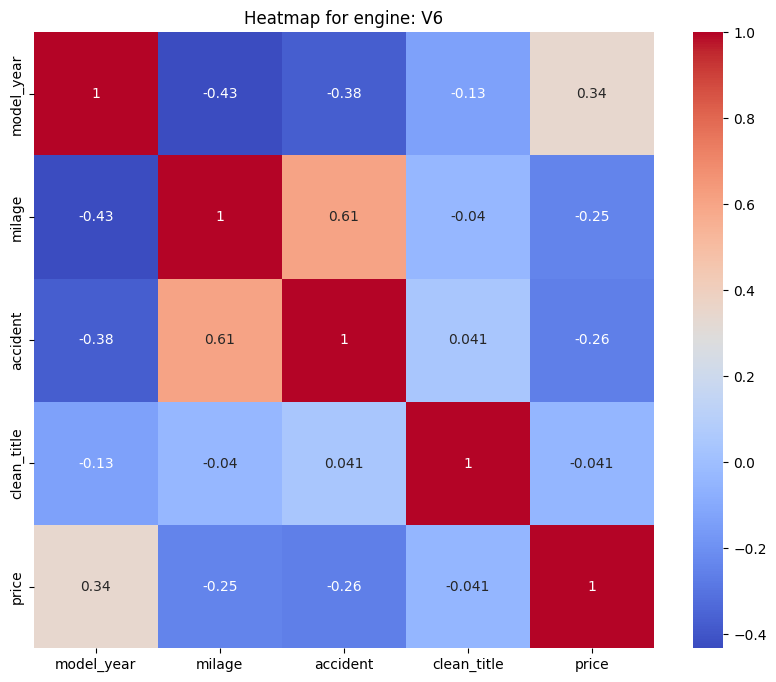 Heatmap for engine: V6
model_year 1 -0.43 -0.38 -0.13 0.34
milage -0.43 1 0.61 -0.04 -0.25
accident -0.38 0.61 1 0.041 -0.26
clean_title -0.13 -0.04 0.041 1 -0.041
price 0.34 -0.25 -0.26 -0.041 1
model_year milage accident clean_title price
1.0
0.8
0.6
0.4
0.2
0.0
−0.2
−0.4